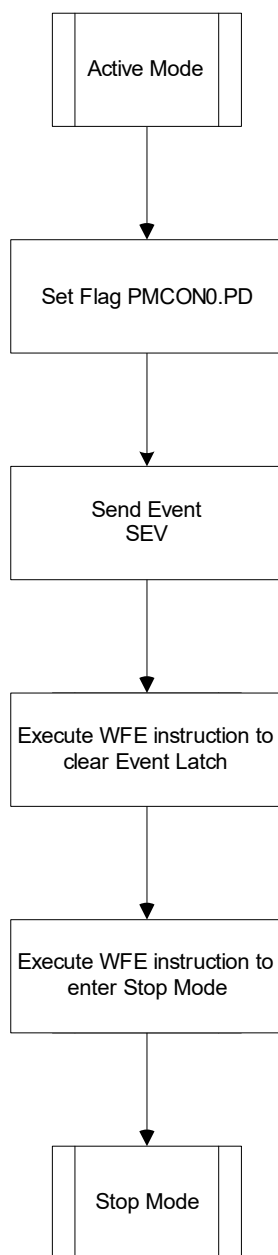 Active Mode
Set Flag PMCON0.PD
Send Event
SEV
Execute WFE instruction to
clear Event Latch
Execute WFE instruction to
enter Stop Mode
Stop Mode